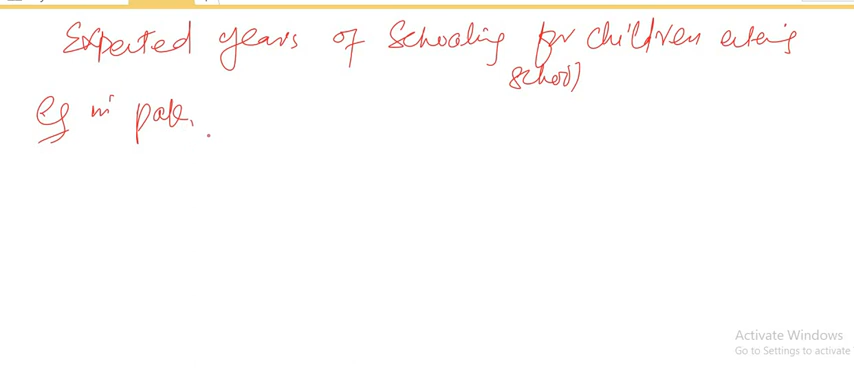 Expected years of Schooling for children entering
school
eg in pak.
Activate Windows
Go to Settings to activate